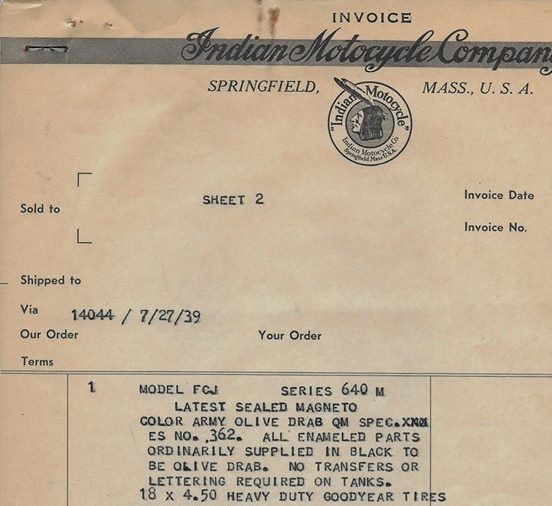 INVOICE
Indian Motocycle Company
SPRINGFIELD, MASS., U. S. A.
"Indian Motocycle"
Indian Motocycle Co.
Springfield, Mass. U.S.A.
Sold to SHEET 2 Invoice Date
Invoice No.
Shipped to
Via 14044 / 7/27/39
Our Order Your Order
Terms
1 MODEL FCJ SERIES 640 M
LATEST SEALED MAGNETO
COLOR ARMY OLIVE DRAB QM SPEC.XXX
ES NO. 362. ALL ENAMELED PARTS
ORDINARILY SUPPLIED IN BLACK TO
BE OLIVE DRAB. NO TRANSFERS OR
LETTERING REQUIRED ON TANKS.
18 x 4.50 HEAVY DUTY GOODYEAR TIRES